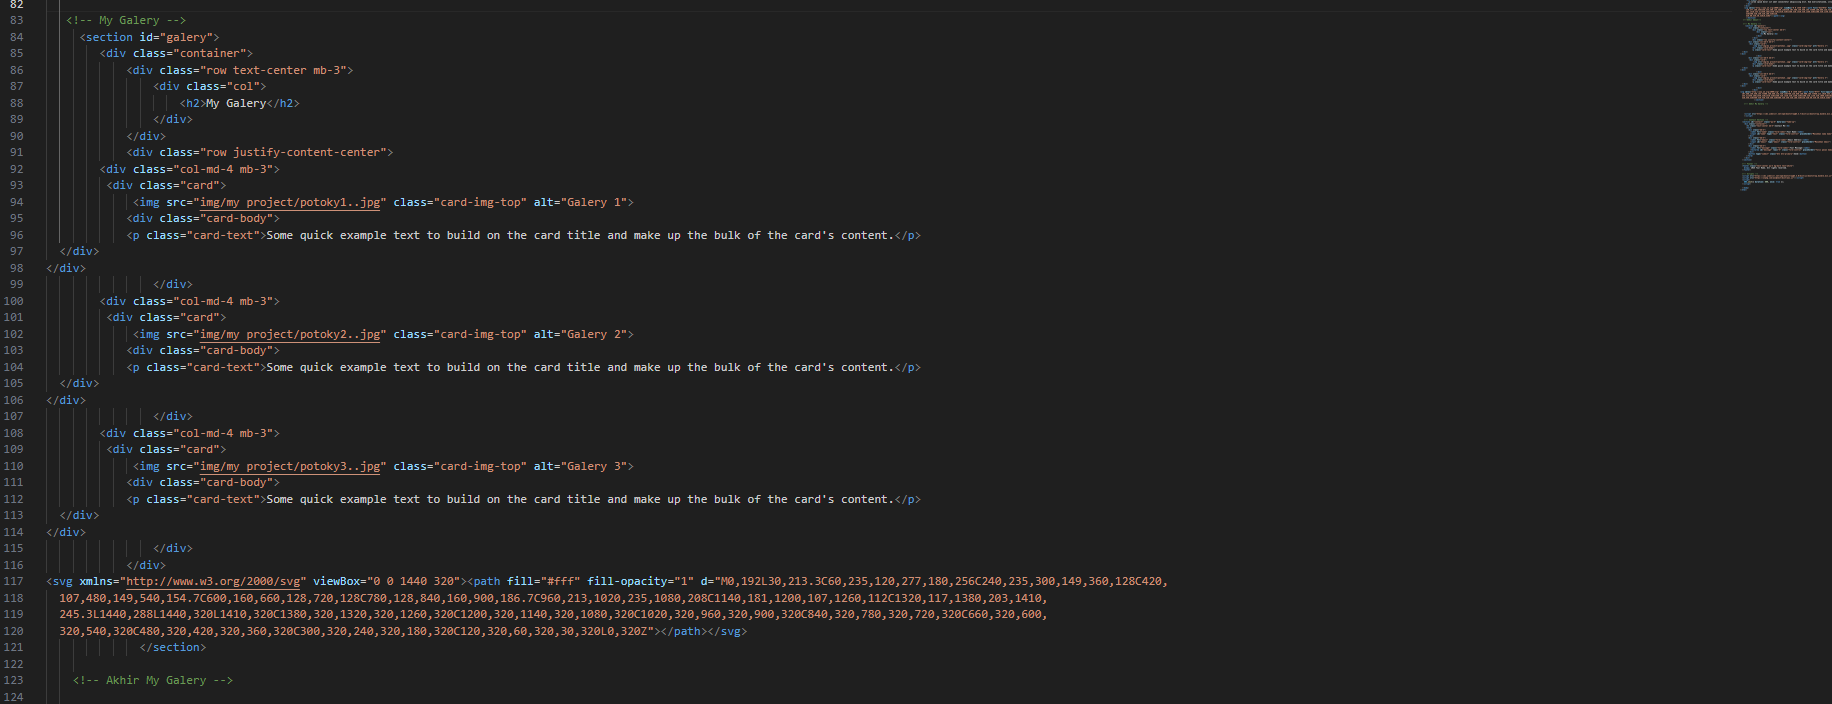 82
83 <!-- My Galery -->
84 <section id="galery">
85 <div class="container">
86 <div class="row text-center mb-3">
87 <div class="col">
88 <h2>My Galery</h2>
89 </div>
90 </div>
91 <div class="row justify-content-center">
92 <div class="col-md-4 mb-3">
93 <div class="card">
94 <img src="img/my project/potoky1..jpg" class="card-img-top" alt="Galery 1">
95 <div class="card-body">
96 <p class="card-text">Some quick example text to build on the card title and make up the bulk of the card's content.</p>
97 </div>
98 </div>
99 </div>
100 <div class="col-md-4 mb-3">
101 <div class="card">
102 <img src="img/my project/potoky2..jpg" class="card-img-top" alt="Galery 2">
103 <div class="card-body">
104 <p class="card-text">Some quick example text to build on the card title and make up the bulk of the card's content.</p>
105 </div>
106 </div>
107 </div>
108 <div class="col-md-4 mb-3">
109 <div class="card">
110 <img src="img/my project/potoky3..jpg" class="card-img-top" alt="Galery 3">
111 <div class="card-body">
112 <p class="card-text">Some quick example text to build on the card title and make up the bulk of the card's content.</p>
113 </div>
114 </div>
115 </div>
116 </div>
117 <svg xmlns="http://www.w3.org/2000/svg" viewBox="0 0 1440 320"><path fill="#fff" fill-opacity="1" d="M0,192L30,213.3C60,235,120,277,180,256C240,235,300,149,360,128C420,
118 107,480,149,540,154.7C600,160,660,128,720,128C780,128,840,160,900,186.7C960,213,1020,235,1080,208C1140,181,1200,107,1260,112C1320,117,1380,203,1410,
119 245.3L1440,288L1440,320L1410,320C1380,320,1320,320,1260,320C1200,320,1140,320,1080,320C1020,320,960,320,900,320C840,320,780,320,720,320C660,320,600,
120 320,540,320C480,320,420,320,360,320C300,320,240,320,180,320C120,320,60,320,30,320L0,320Z"></path></svg>
121 </section>
122
123 <!-- Akhir My Galery -->
124